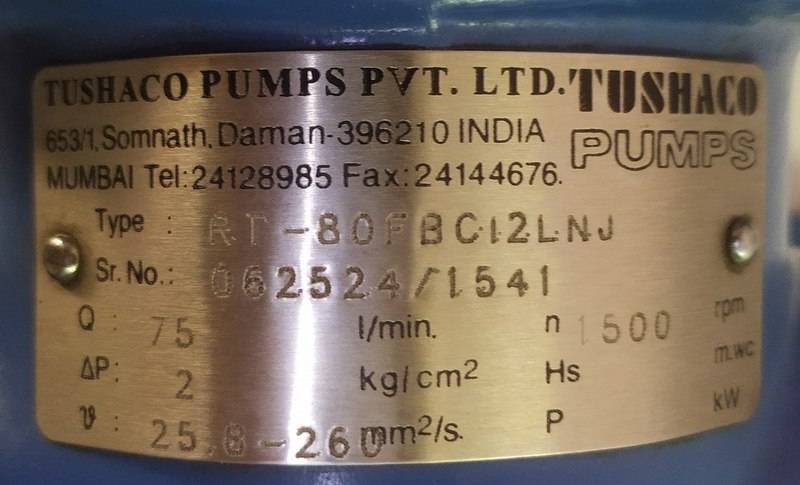 TUSHACO PUMPS PVT. LTD. TUSHACO
653/1, Somnath, Daman-396210 INDIA PUMPS
MUMBAI Tel:24128985 Fax:24144676.
Type : RT-80FBC12LNJ
Sr. No.: 062524/1541
Q : 75 l/min. n 1500 rpm
ΔP: 2 kg/cm2 Hs m.wc
ϑ : 25.8-260 mm2/s. P kW